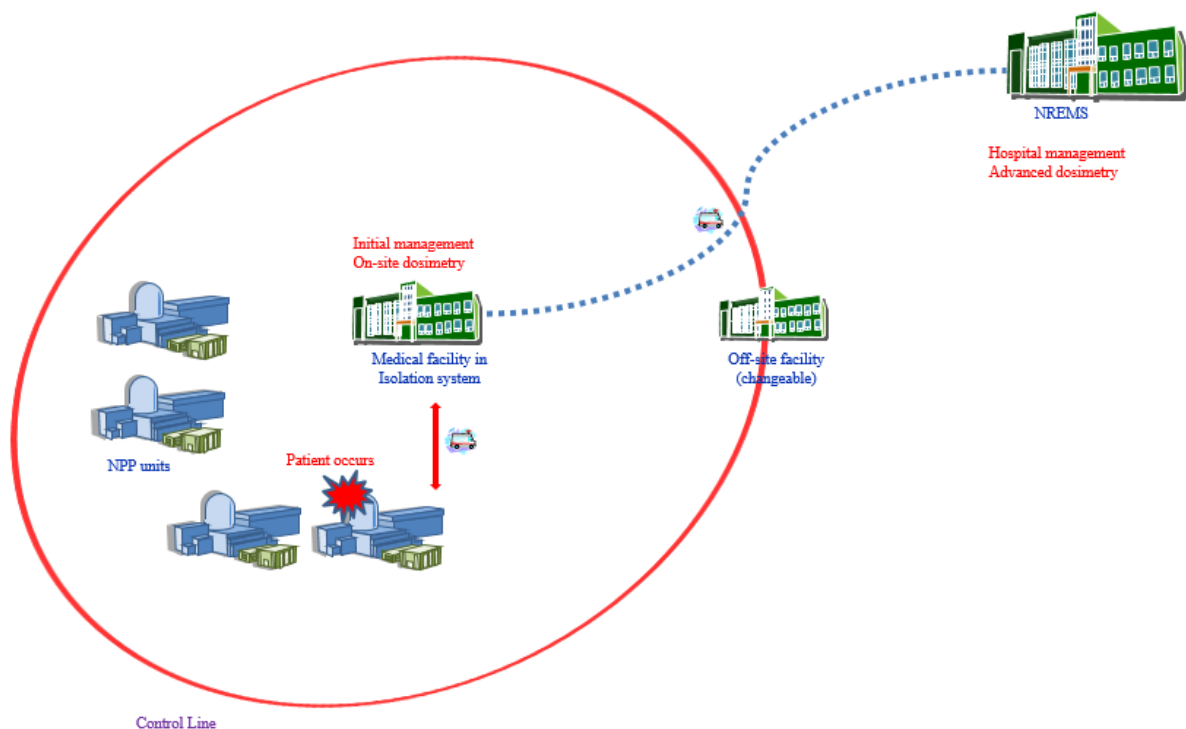 NREMS
Hospital management
Advanced dosimetry
Initial management
On-site dosimetry
Medical facility in
Isolation system
Off-site facility
(changeable)
NPP units
Patient occurs
Control Line